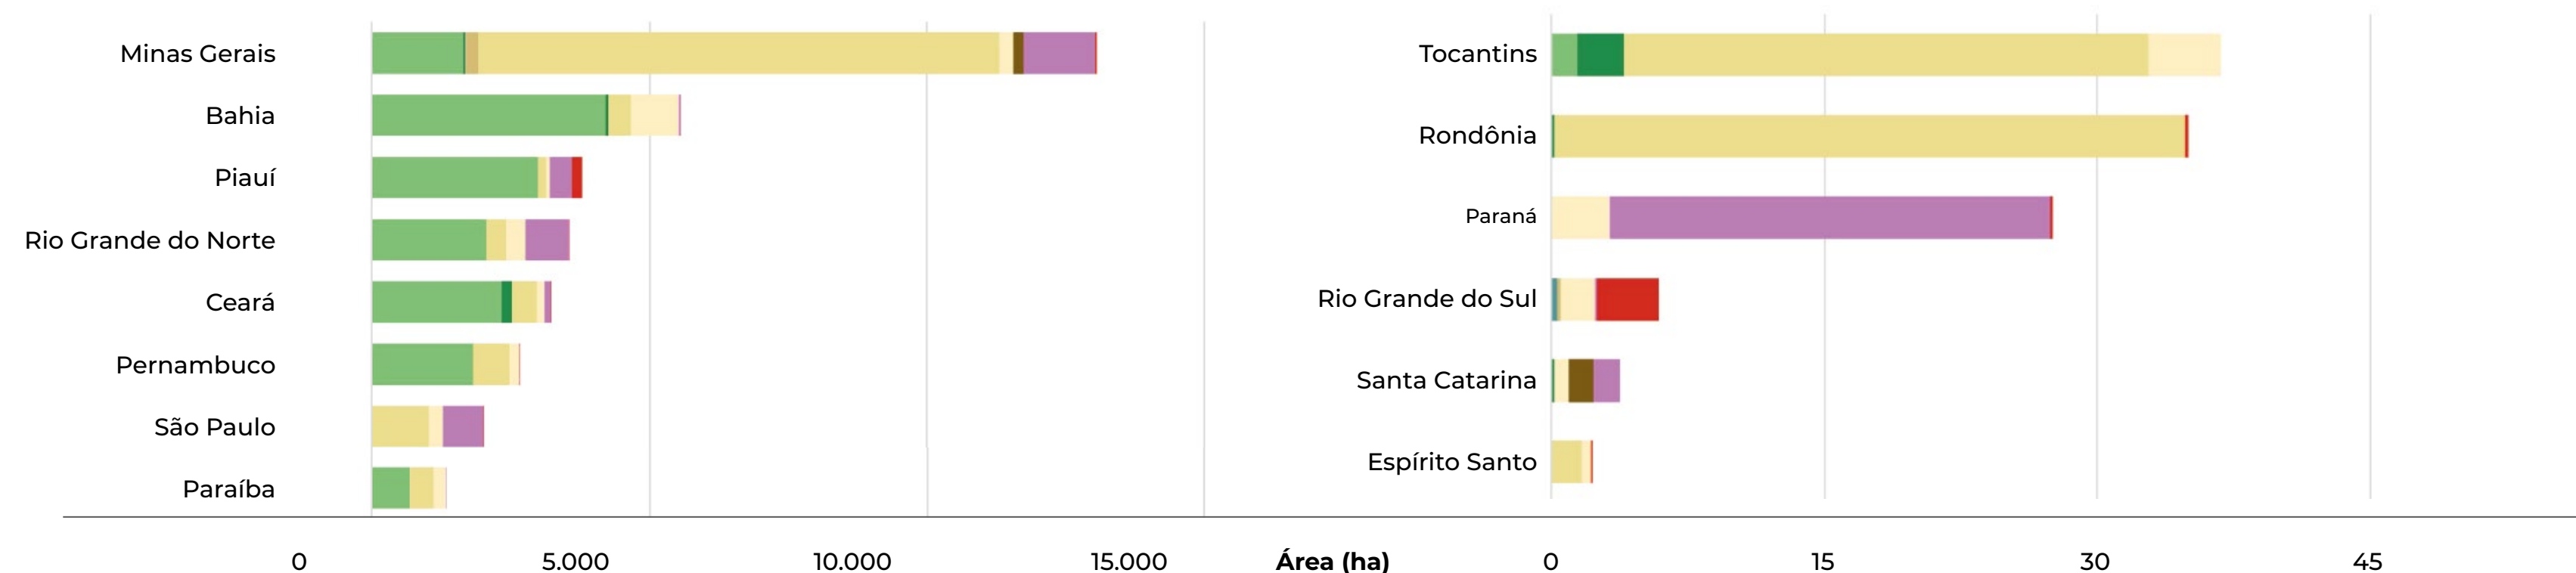 Minas Gerais
Bahia
Piauí
Rio Grande do Norte
Ceará
Pernambuco
São Paulo
Paraíba
0 5.000 10.000 15.000
Área (ha)
Tocantins
Rondônia
Paraná
Rio Grande do Sul
Santa Catarina
Espírito Santo
0 15 30 45